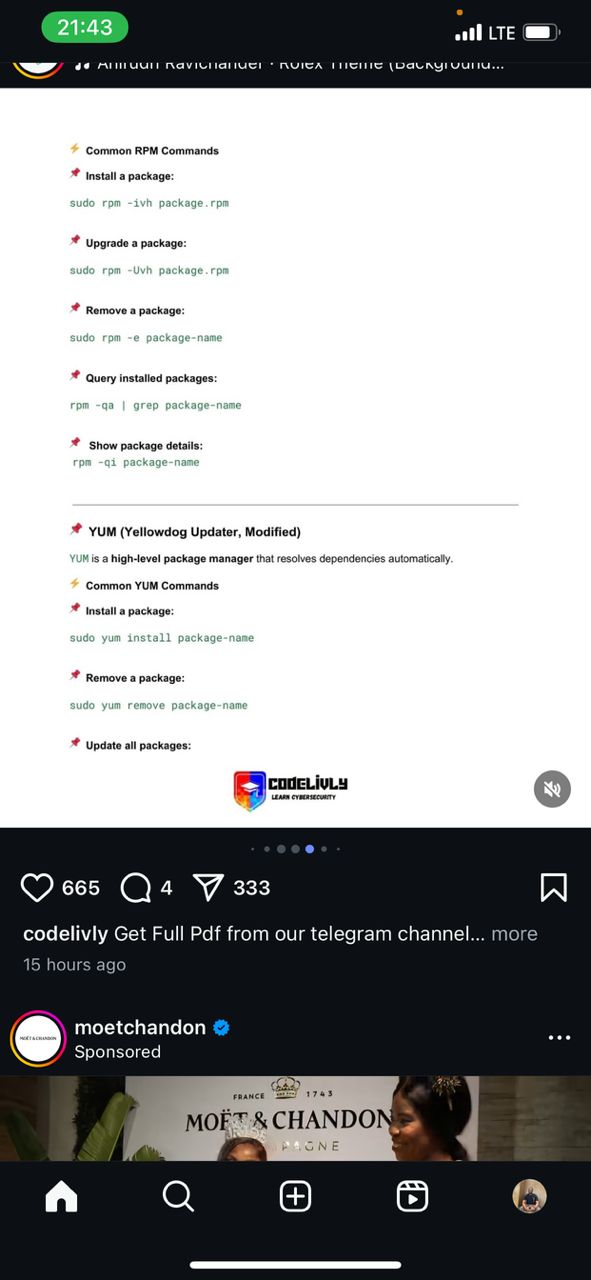 21:43
LTE
Anirudh Ravichander · Rolex Theme (Background...
Common RPM Commands
Install a package:
sudo rpm -ivh package.rpm
Upgrade a package:
sudo rpm -Uvh package.rpm
Remove a package:
sudo rpm -e package-name
Query installed packages:
rpm -qa | grep package-name
Show package details:
rpm -qi package-name
YUM (Yellowdog Updater, Modified)
YUM is a high-level package manager that resolves dependencies automatically.
Common YUM Commands
Install a package:
sudo yum install package-name
Remove a package:
sudo yum remove package-name
Update all packages:
CODELIVLY
LEARN CYBERSECURITY
665
4
333
codelivly Get Full Pdf from our telegram channel... more
15 hours ago
MOËT & CHANDON
moetchandon
Sponsored
FRANCE 1743
MOËT & CHANDON
PAGNE